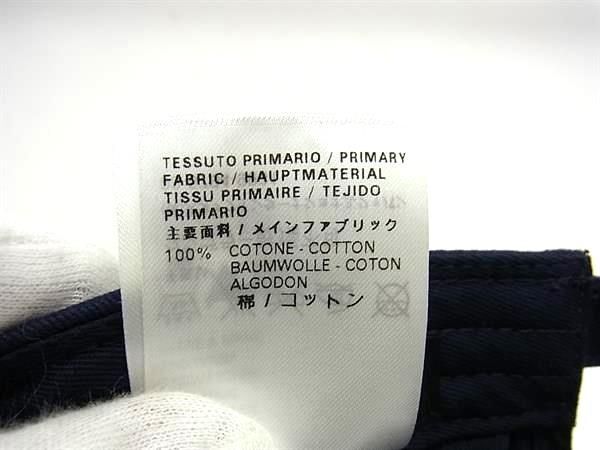 TESSUTO PRIMARIO / PRIMARY
FABRIC / HAUPTMATERIAL
TISSU PRIMAIRE / TEJIDO
PRIMARIO
主要面料 / メインファブリック
100% COTONE - COTTON
BAUMWOLLE - COTON
ALGODON
棉 / コットン